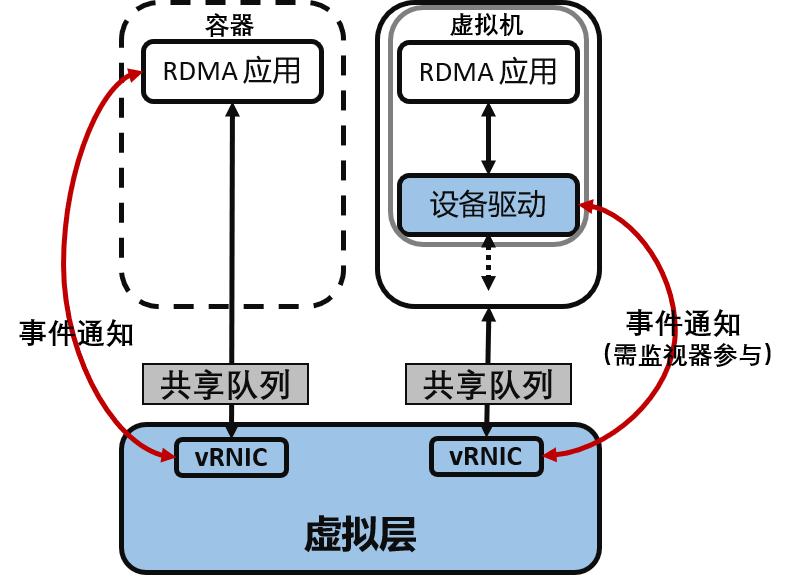 容器
RDMA 应用
虚拟机
RDMA 应用
设备驱动
事件通知
事件通知
(需监视器参与)
共享队列
共享队列
vRNIC
vRNIC
虚拟层